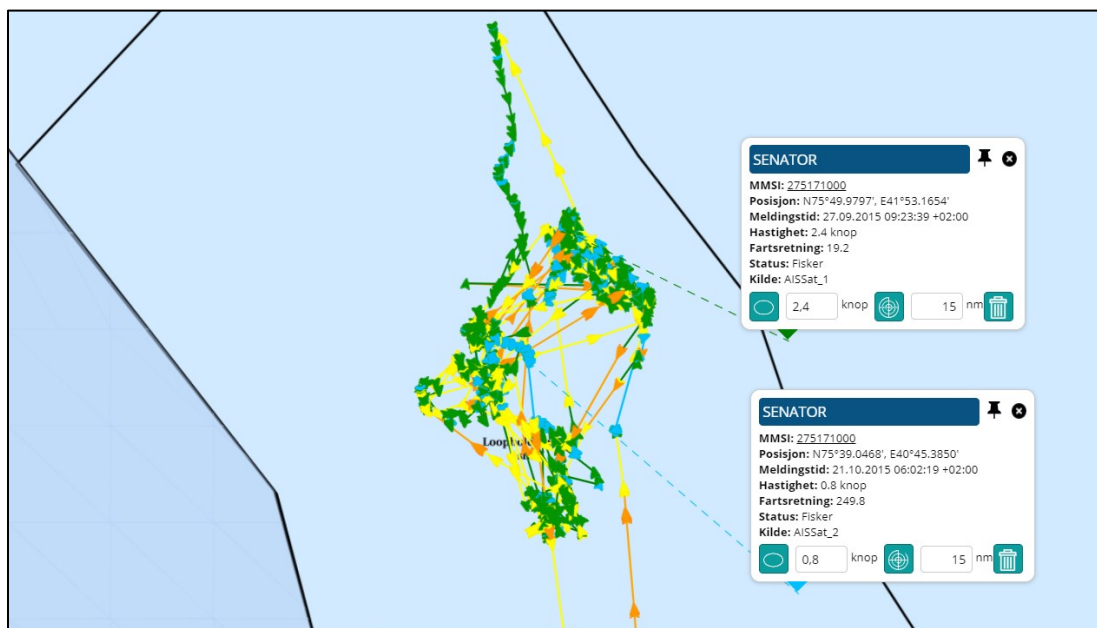 SENATOR
MMSI: 275171000
Posisjon: N75°49.9797', E41°53.1654'
Meldingstid: 27.09.2015 09:23:39 +02:00
Hastighet: 2.4 knop
Fartsretning: 19.2
Status: Fisker
Kilde: AISSat_1
2,4 knop 15 nm
SENATOR
MMSI: 275171000
Posisjon: N75°39.0468', E40°45.3850'
Meldingstid: 21.10.2015 06:02:19 +02:00
Hastighet: 0.8 knop
Fartsretning: 249.8
Status: Fisker
Kilde: AISSat_2
0,8 knop 15 nm